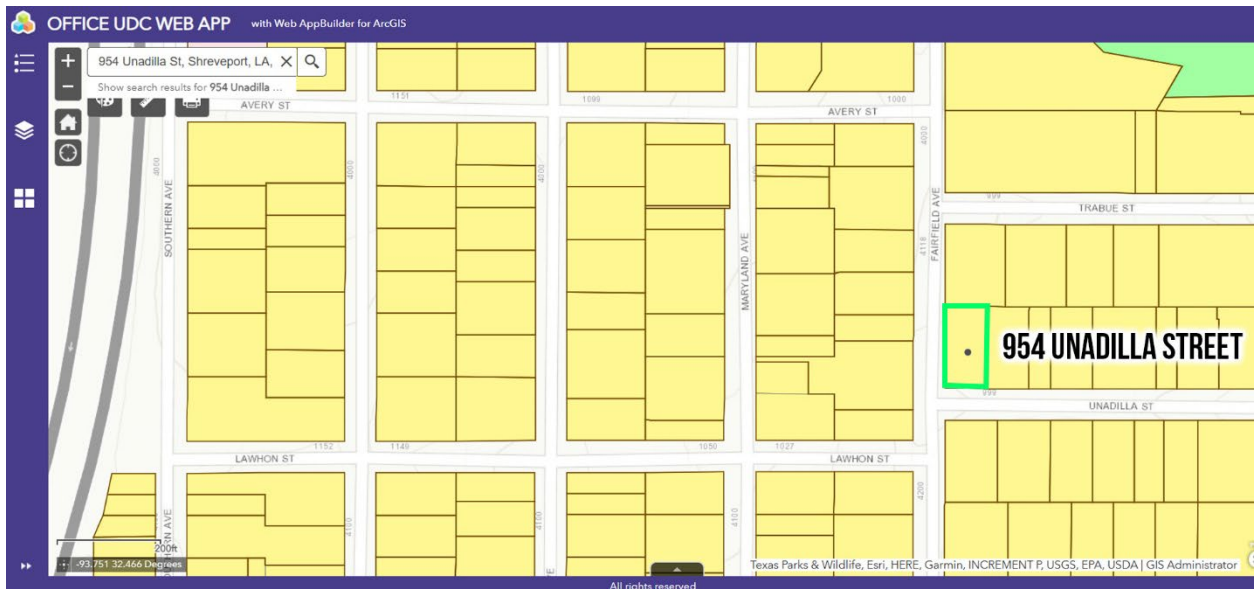 OFFICE UDC WEB APP with Web AppBuilder for ArcGIS
954 Unadilla St, Shreveport, LA,
Show search results for 954 Unadilla ...
AVERY ST
1151
1090
1000
AVERY ST
4000
4000
4000
4000
SOUTHERN AVE
MARYLAND AVE
4118
FAIRFIELD AVE
999
TRABUE ST
954 UNADILLA STREET
999
UNADILLA ST
1152
1149
1050
1027
LAWHON ST
LAWHON ST
4100
4100
4100
4200
AVE
200ft
-93.751 32.466 Degrees
Texas Parks & Wildlife, Esri, HERE, Garmin, INCREMENT P, USGS, EPA, USDA | GIS Administrator
All rights reserved